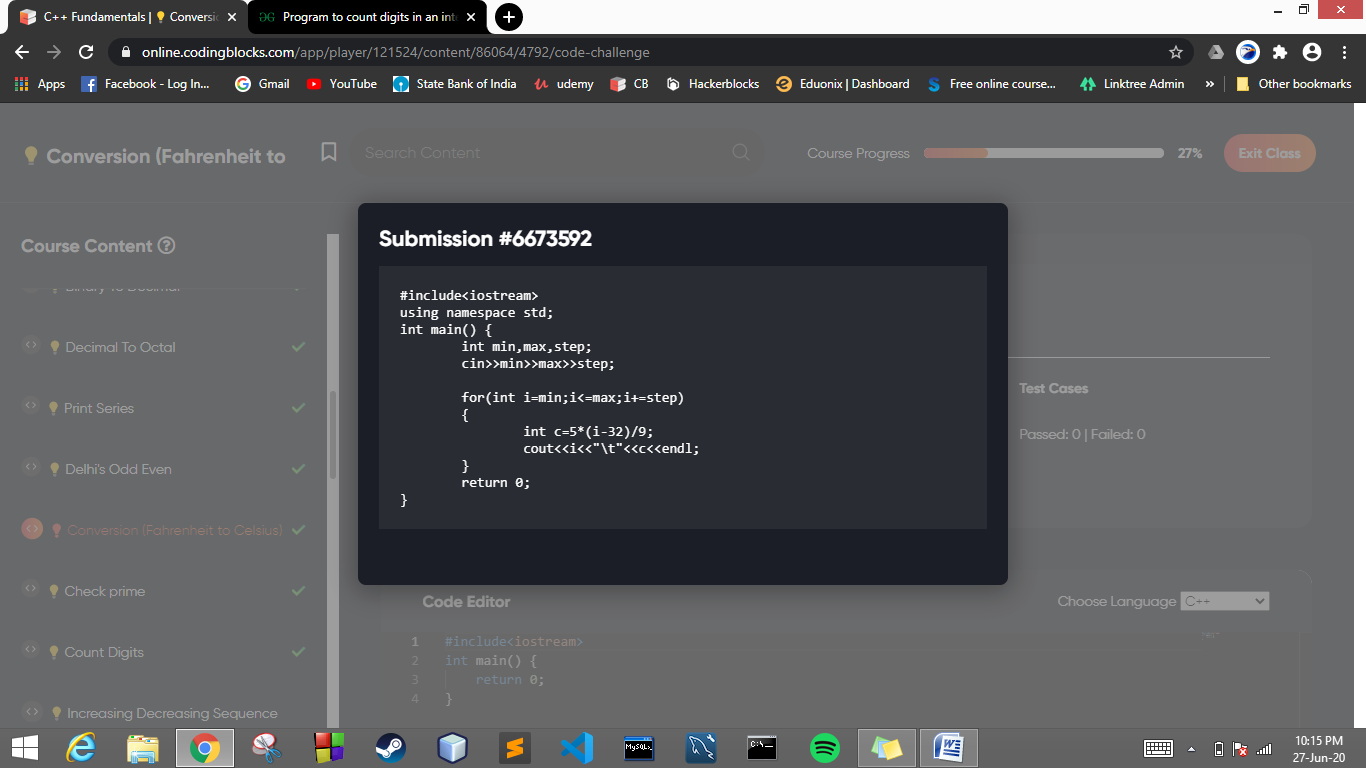 C++ Fundamentals | 💡 Conversio
Program to count digits in an inte
online.codingblocks.com/app/player/121524/content/86064/4792/code-challenge
Apps
Facebook - Log In...
Gmail
YouTube
State Bank of India
udemy
CB
Hackerblocks
Eduonix | Dashboard
Free online course...
Linktree Admin
»
Other bookmarks
💡 Conversion (Fahrenheit to
Search Content
Course Progress
27%
Exit Class
Course Content ?
Binary To Decimal
Decimal To Octal
Print Series
Delhi's Odd Even
Conversion (Fahrenheit to Celsius)
Check prime
Count Digits
Increasing Decreasing Sequence
Submission #6673592
#include<iostream>
using namespace std;
int main() {
int min,max,step;
cin>>min>>max>>step;
for(int i=min;i<=max;i+=step)
{
int c=5*(i-32)/9;
cout<<i<<"\t"<<c<<endl;
}
return 0;
}
Test Cases
Passed: 0 | Failed: 0
Code Editor
Choose Language C++
1 #include<iostream>
2 int main() {
3 return 0;
4 }
MySQL
C:\
10:15 PM
27-Jun-20